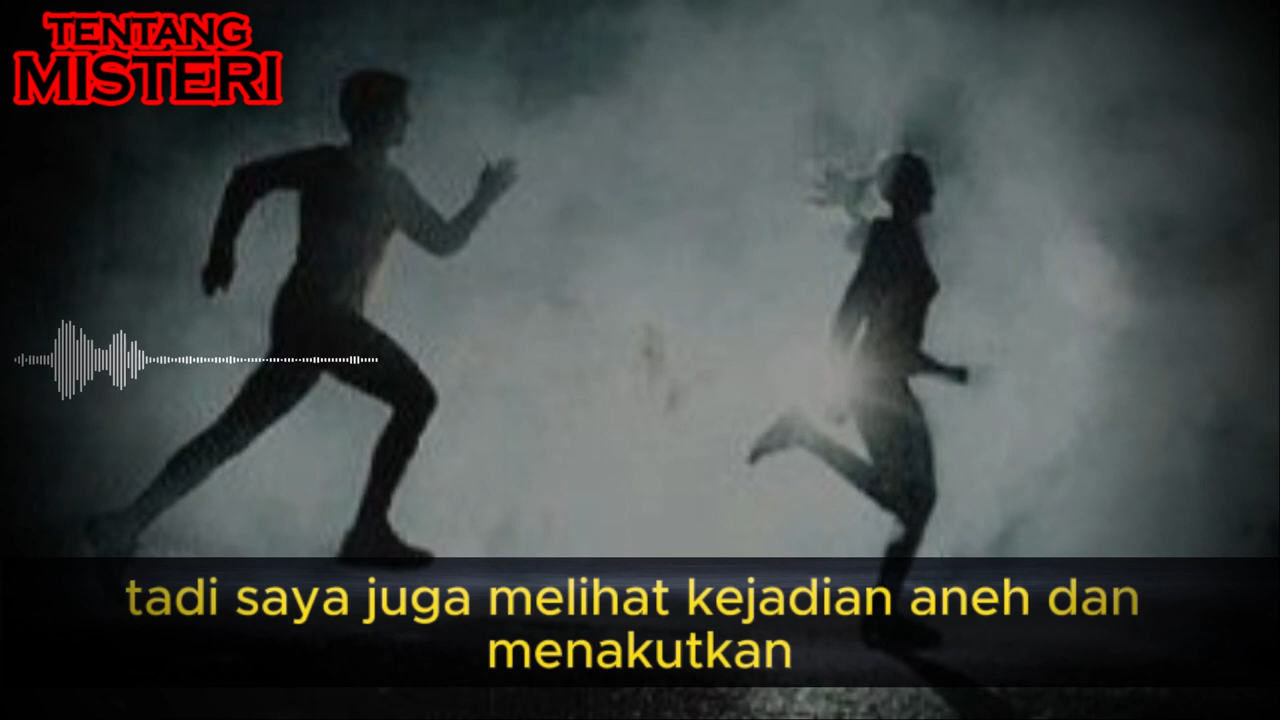 TENTANG
MISTERI
tadi saya juga melihat kejadian aneh dan
menakutkan